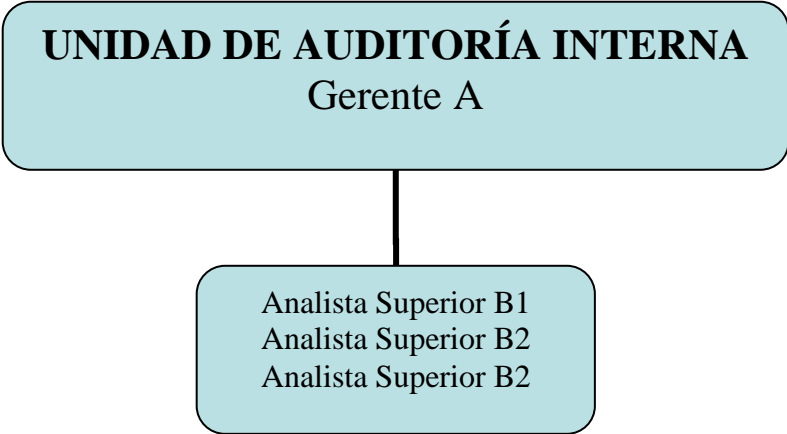 UNIDAD DE AUDITORÍA INTERNA
Gerente A
Analista Superior B1
Analista Superior B2
Analista Superior B2